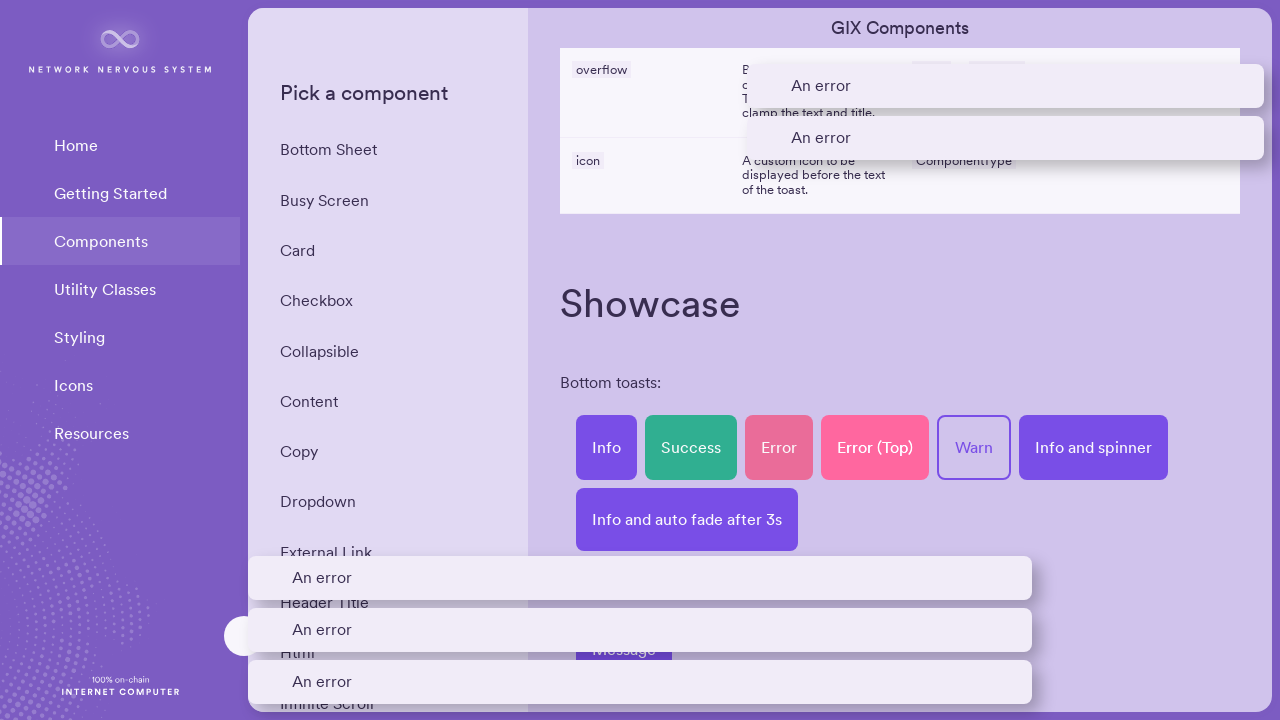 NETWORK NERVOUS SYSTEM
Home
Getting Started
Components
Utility Classes
Styling
Icons
Resources
100% on-chain
INTERNET COMPUTER
Pick a component
Bottom Sheet
Busy Screen
Card
Checkbox
Collapsible
Content
Copy
Dropdown
External Link
Header Title
Html
Infinite Scroll
GIX Components
overflow
clamp the text and title.
icon
A custom icon to be
displayed before the text
of the toast.
ComponentType
An error
An error
Showcase
Bottom toasts:
Info
Success
Error
Error (Top)
Warn
Info and spinner
Info and auto fade after 3s
Message
An error
An error
An error